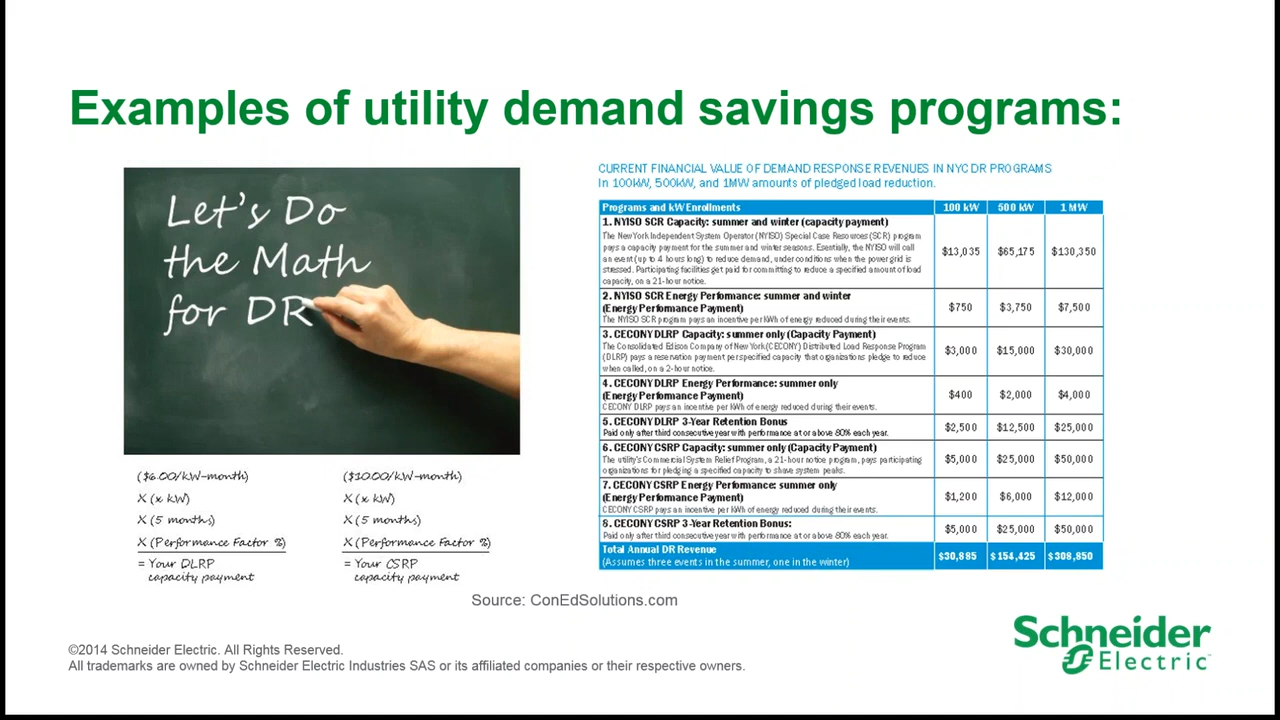 Examples of utility demand savings programs:
Let's Do
the Math
for DR
($6.00/kW-month)
X (x kW)
X (5 months)
X (Performance Factor %)
= Your DLRP
capacity payment
($10.00/kW-month)
X (x kW)
X (5 months)
X (Performance Factor %)
= Your CSRP
capacity payment
CURRENT FINANCIAL VALUE OF DEMAND RESPONSE REVENUES IN NYC DR PROGRAMS
In 100kW, 500kW, and 1MW amounts of pledged load reduction.
Programs and kW Enrollments 100 kW 500 kW 1 MW
1. NYISO SCR Capacity: summer and winter (capacity payment)
The New York Independent System Operator (NYISO) Special Case Resources (SCR) program
pays a capacity payment for the summer and winter seasons. Esentially, the NYISO will call
an event (up to 4 hours long) to reduce demand, under conditions when the power grid is
stressed. Participating facilities get paid for committing to reduce a specified amount of load
capacity, on a 21-hour notice.
$13,035 $65,175 $130,350
2. NYISO SCR Energy Performance: summer and winter
(Energy Performance Payment)
The NYISO SCR program pays an incentive per kWh of energy reduced during their events.
$750 $3,750 $7,500
3. CECONY DLRP Capacity: summer only (Capacity Payment)
The Consolidated Edison Company of New York (CECONY) Distributed Load Response Program
(DLRP) pays a reservation payment per specified capacity that organizations pledge to reduce
when called, on a 2-hour notice.
$3,000 $15,000 $30,000
4. CECONY DLRP Energy Performance: summer only
(Energy Performance Payment)
CECONY DLRP pays an incentive per kWh of energy reduced during their events.
$400 $2,000 $4,000
5. CECONY DLRP 3-Year Retention Bonus
Paid only after third consecutive year with performance at or above 80% each year.
$2,500 $12,500 $25,000
6. CECONY CSRP Capacity: summer only (Capacity Payment)
The utility's Commercial System Relief Program, a 21-hour notice program, pays participating
organizations for pledging a specified capacity to shave system peaks.
$5,000 $25,000 $50,000
7. CECONY CSRP Energy Performance: summer only
(Energy Performance Payment)
CECONY CSRP pays an incentive per kWh of energy reduced during their events.
$1,200 $6,000 $12,000
8. CECONY CSRP 3-Year Retention Bonus:
Paid only after third consecutive year with performance at or above 80% each year.
$5,000 $25,000 $50,000
Total Annual DR Revenue
(Assumes three events in the summer, one in the winter)
$30,885 $154,425 $308,850
Source: ConEdSolutions.com
©2014 Schneider Electric. All Rights Reserved.
All trademarks are owned by Schneider Electric Industries SAS or its affiliated companies or their respective owners.
Schneider
Electric